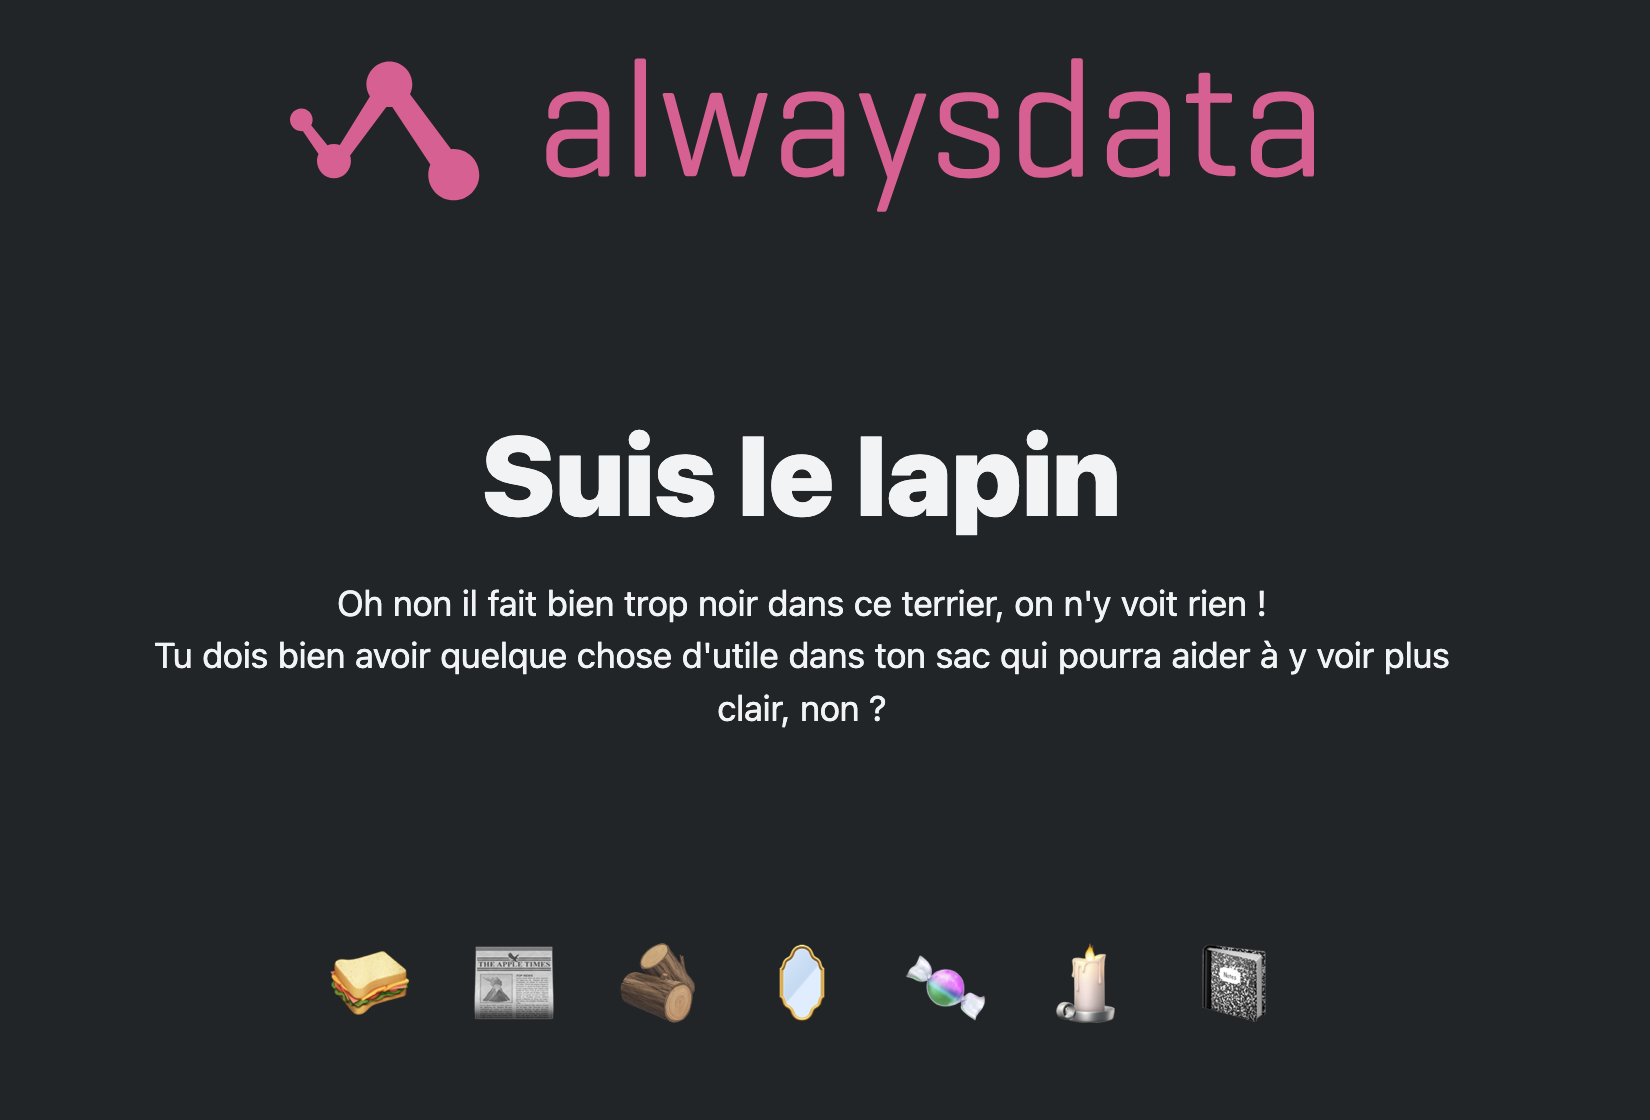 alwaysdata
Suis le lapin
Oh non il fait bien trop noir dans ce terrier, on n'y voit rien !
Tu dois bien avoir quelque chose d'utile dans ton sac qui pourra aider à y voir plus
clair, non ?
THE APPLE TIMES
Notes